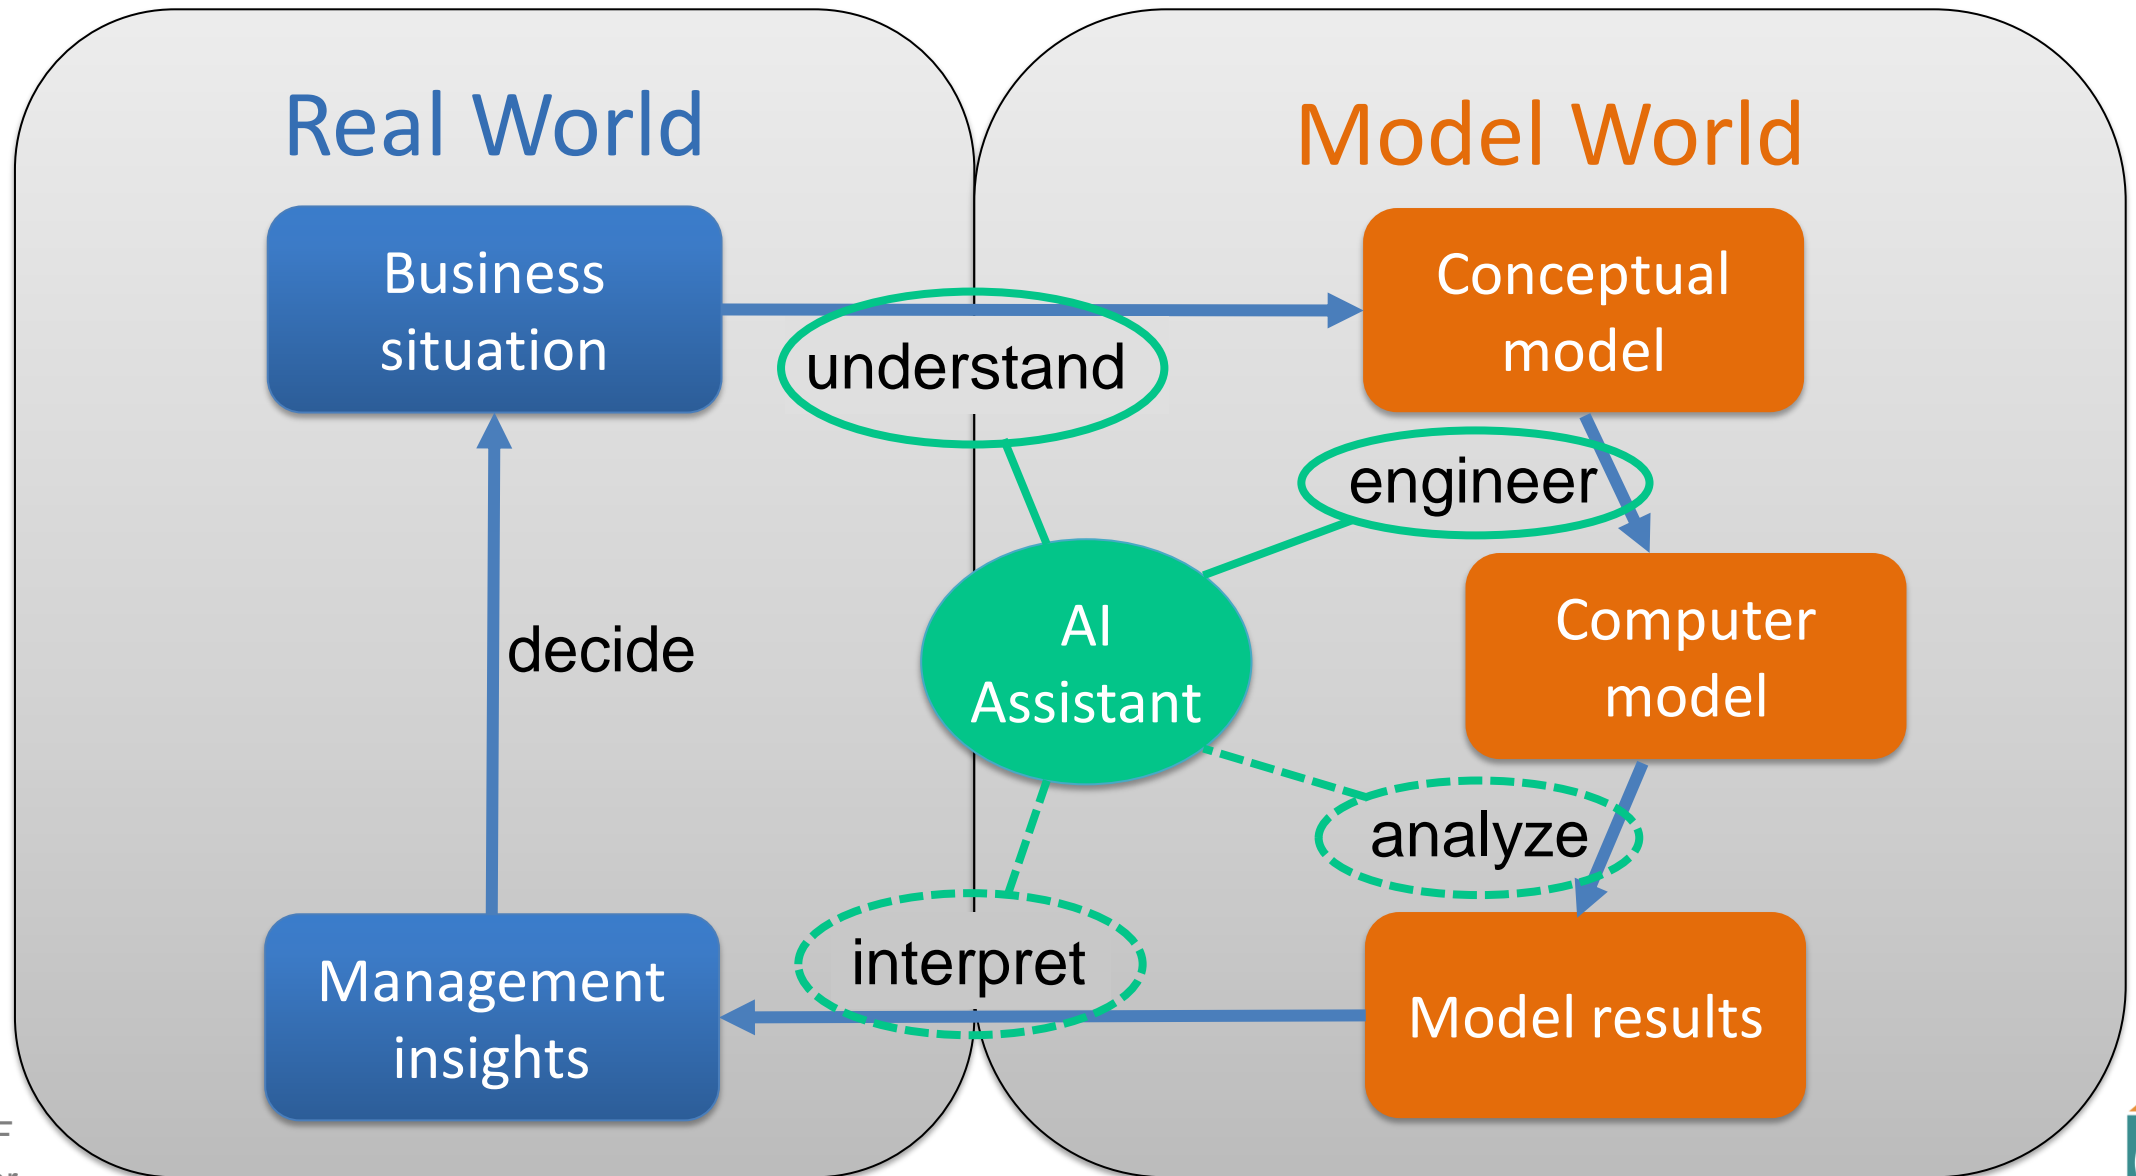 Real World
Model World
Business
situation
Conceptual
model
understand
engineer
AI
Assistant
Computer
model
decide
analyze
interpret
Management
insights
Model results